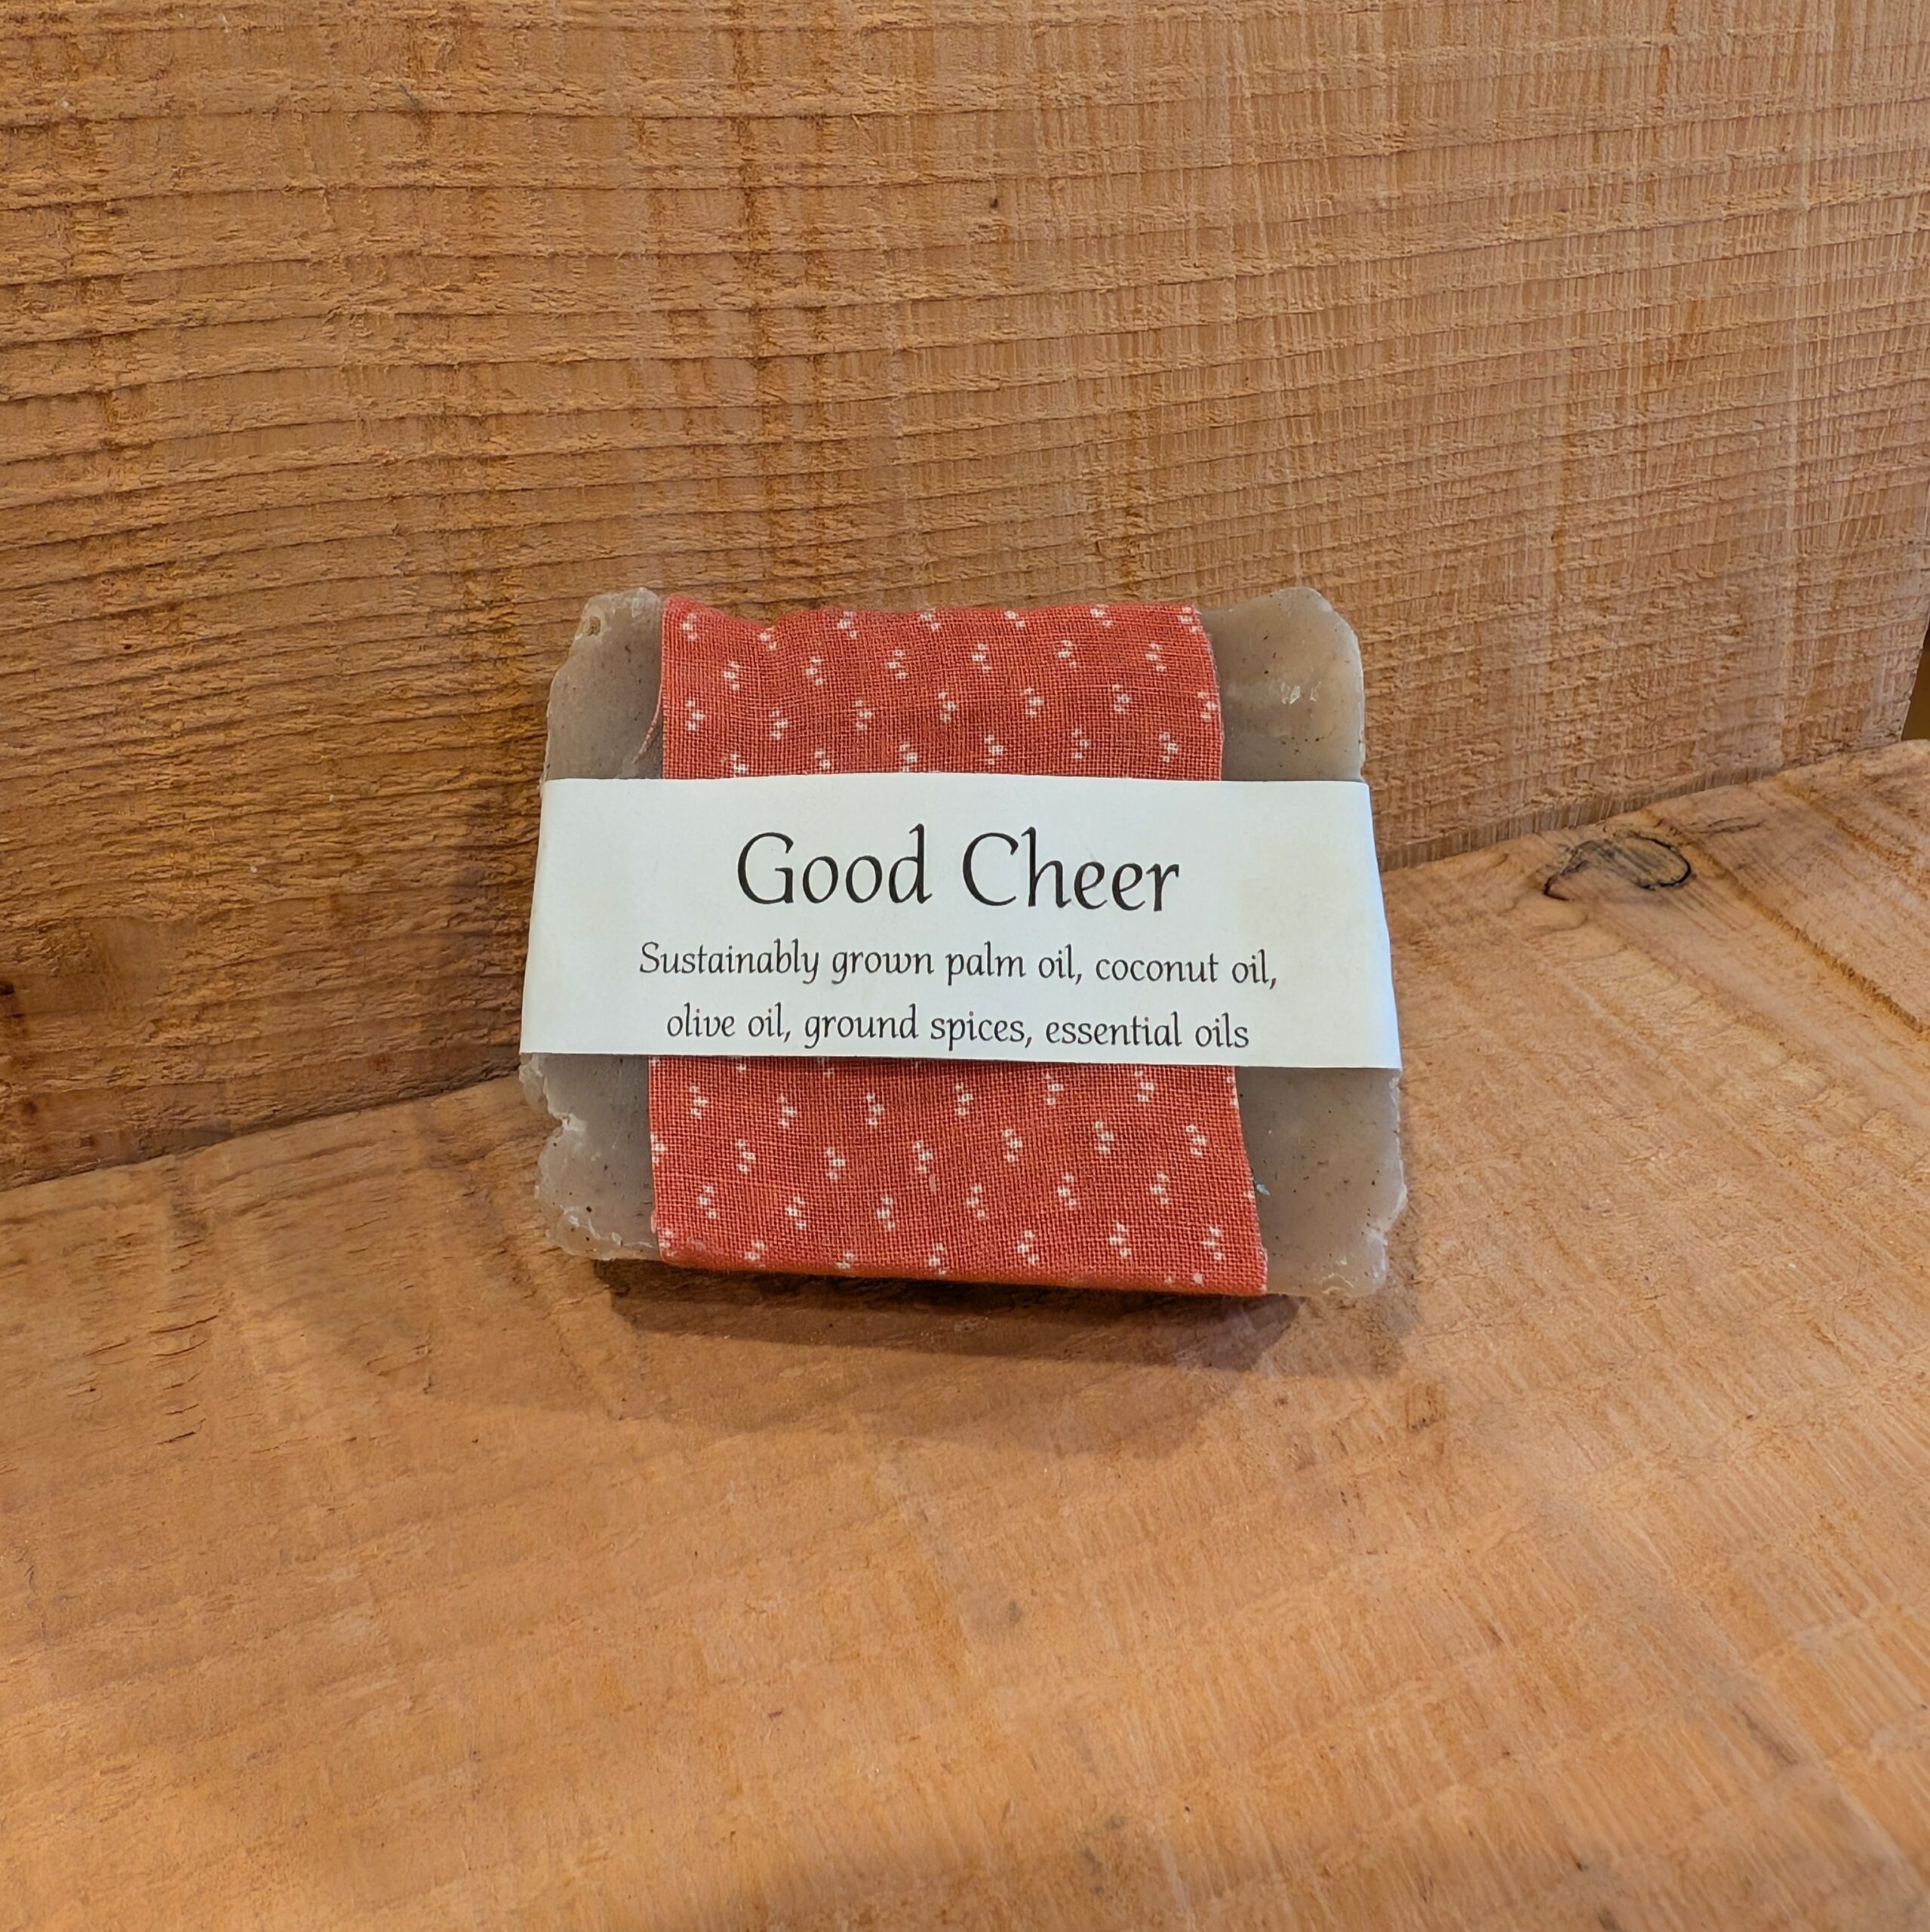 Good Cheer
Sustainably grown palm oil, coconut oil,
olive oil, ground spices, essential oils